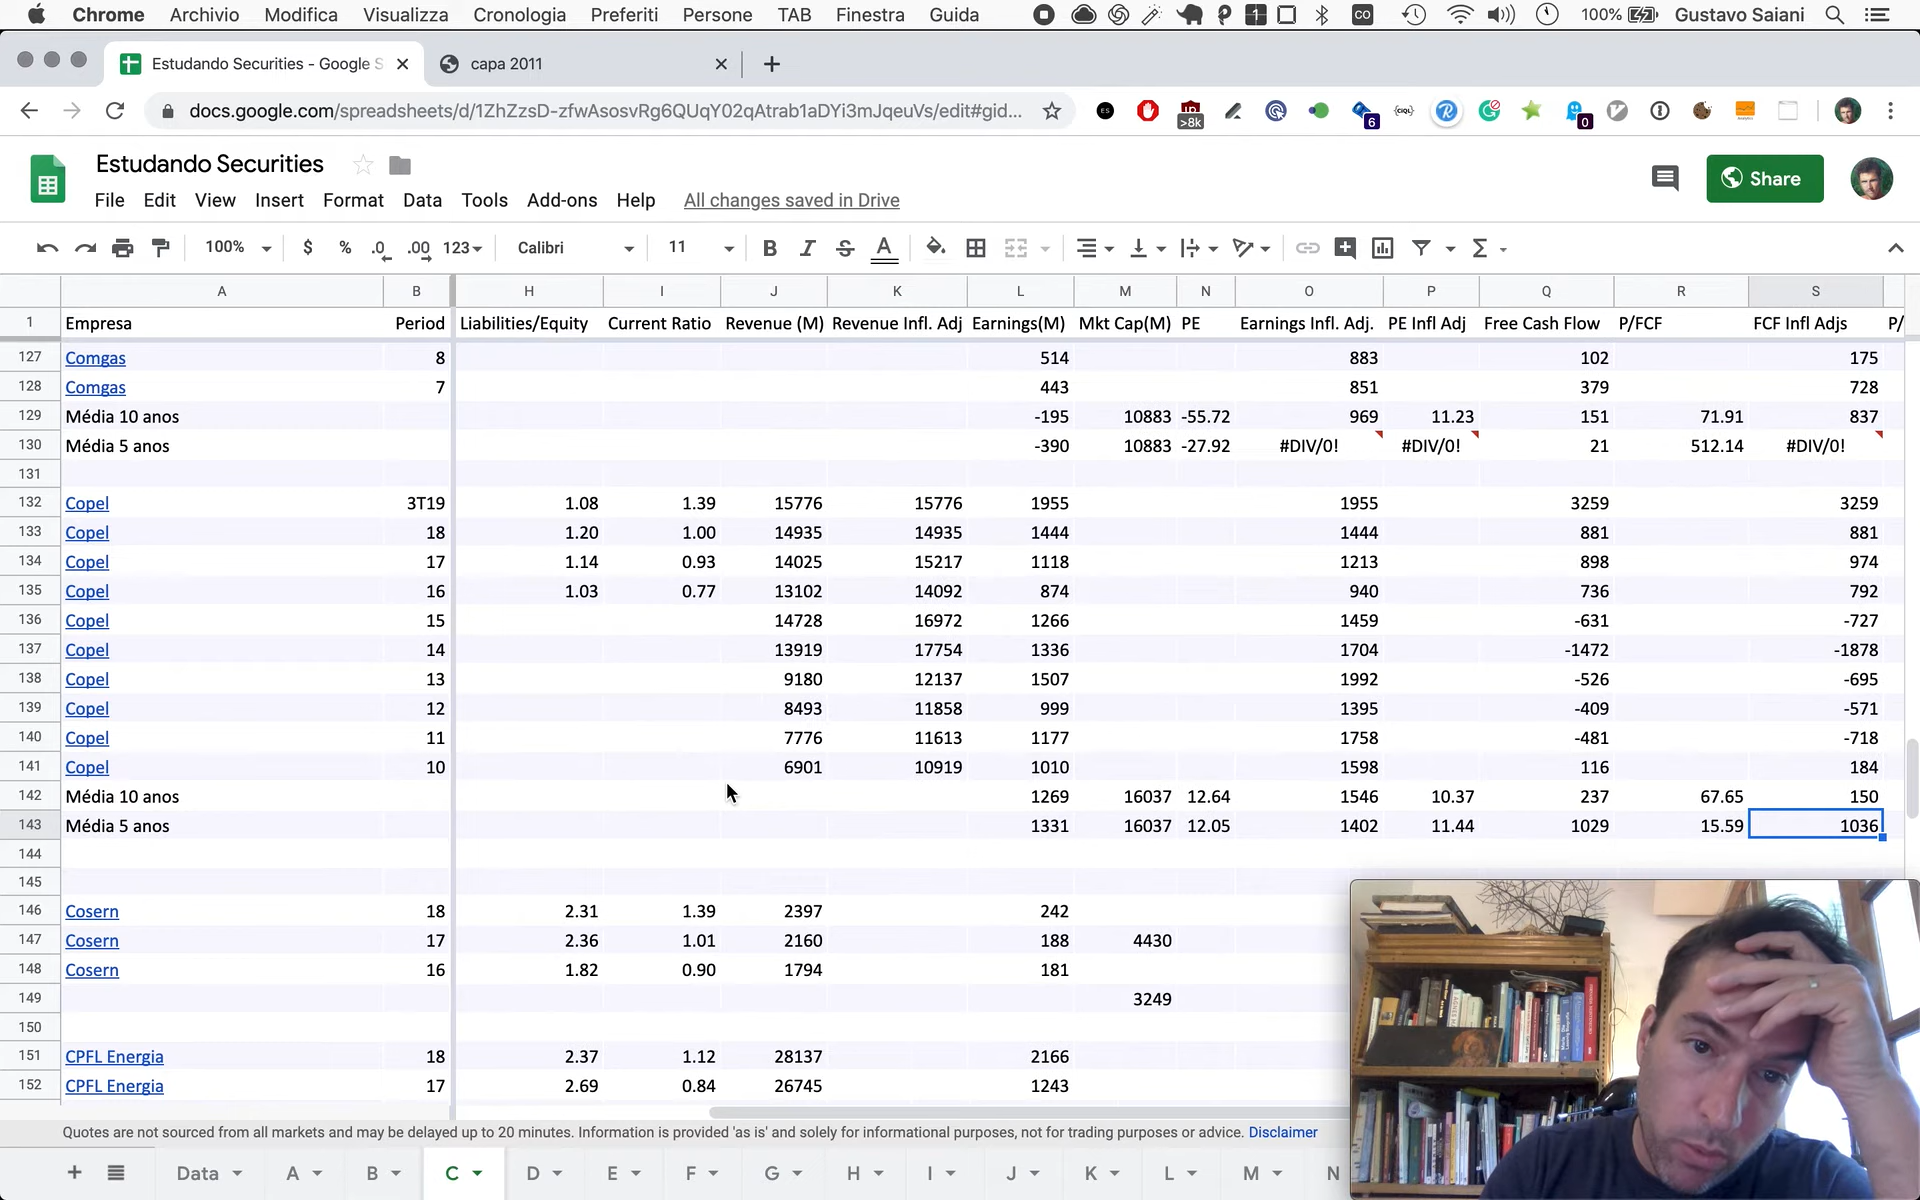 Chrome Archivio Modifica Visualizza Cronologia Preferiti Persone TAB Finestra Guida 100% Gustavo Saiani
Estudando Securities - Google S capa 2011
docs.google.com/spreadsheets/d/1ZhZzsD-zfwAsosvRg6QUqY02qAtrab1aDYi3mJqeuVs/edit#gid... >8k CIQL 6 0
Estudando Securities
Share
File Edit View Insert Format Data Tools Add-ons Help All changes saved in Drive
100% $ % .0 .00 123 Calibri 11 B I S A Σ
A B H I J K L M N O P Q R S
1 Empresa Period Liabilities/Equity Current Ratio Revenue (M) Revenue Infl. Adj Earnings(M) Mkt Cap(M) PE Earnings Infl. Adj. PE Infl Adj Free Cash Flow P/FCF FCF Infl Adjs P/
127 Comgas 8 514 883 102 175
128 Comgas 7 443 851 379 728
129 Média 10 anos -195 10883 -55.72 969 11.23 151 71.91 837
130 Média 5 anos -390 10883 -27.92 #DIV/0! #DIV/0! 21 512.14 #DIV/0!
131
132 Copel 3T19 1.08 1.39 15776 15776 1955 1955 3259 3259
133 Copel 18 1.20 1.00 14935 14935 1444 1444 881 881
134 Copel 17 1.14 0.93 14025 15217 1118 1213 898 974
135 Copel 16 1.03 0.77 13102 14092 874 940 736 792
136 Copel 15 14728 16972 1266 1459 -631 -727
137 Copel 14 13919 17754 1336 1704 -1472 -1878
138 Copel 13 9180 12137 1507 1992 -526 -695
139 Copel 12 8493 11858 999 1395 -409 -571
140 Copel 11 7776 11613 1177 1758 -481 -718
141 Copel 10 6901 10919 1010 1598 116 184
142 Média 10 anos 1269 16037 12.64 1546 10.37 237 67.65 150
143 Média 5 anos 1331 16037 12.05 1402 11.44 1029 15.59 1036
144
145
146 Cosern 18 2.31 1.39 2397 242
147 Cosern 17 2.36 1.01 2160 188 4430
148 Cosern 16 1.82 0.90 1794 181
149 3249
150
151 CPFL Energia 18 2.37 1.12 28137 2166
152 CPFL Energia 17 2.69 0.84 26745 1243
Quotes are not sourced from all markets and may be delayed up to 20 minutes. Information is provided 'as is' and solely for informational purposes, not for trading purposes or advice. Disclaimer
Data A B C D E F G H I J K L M N